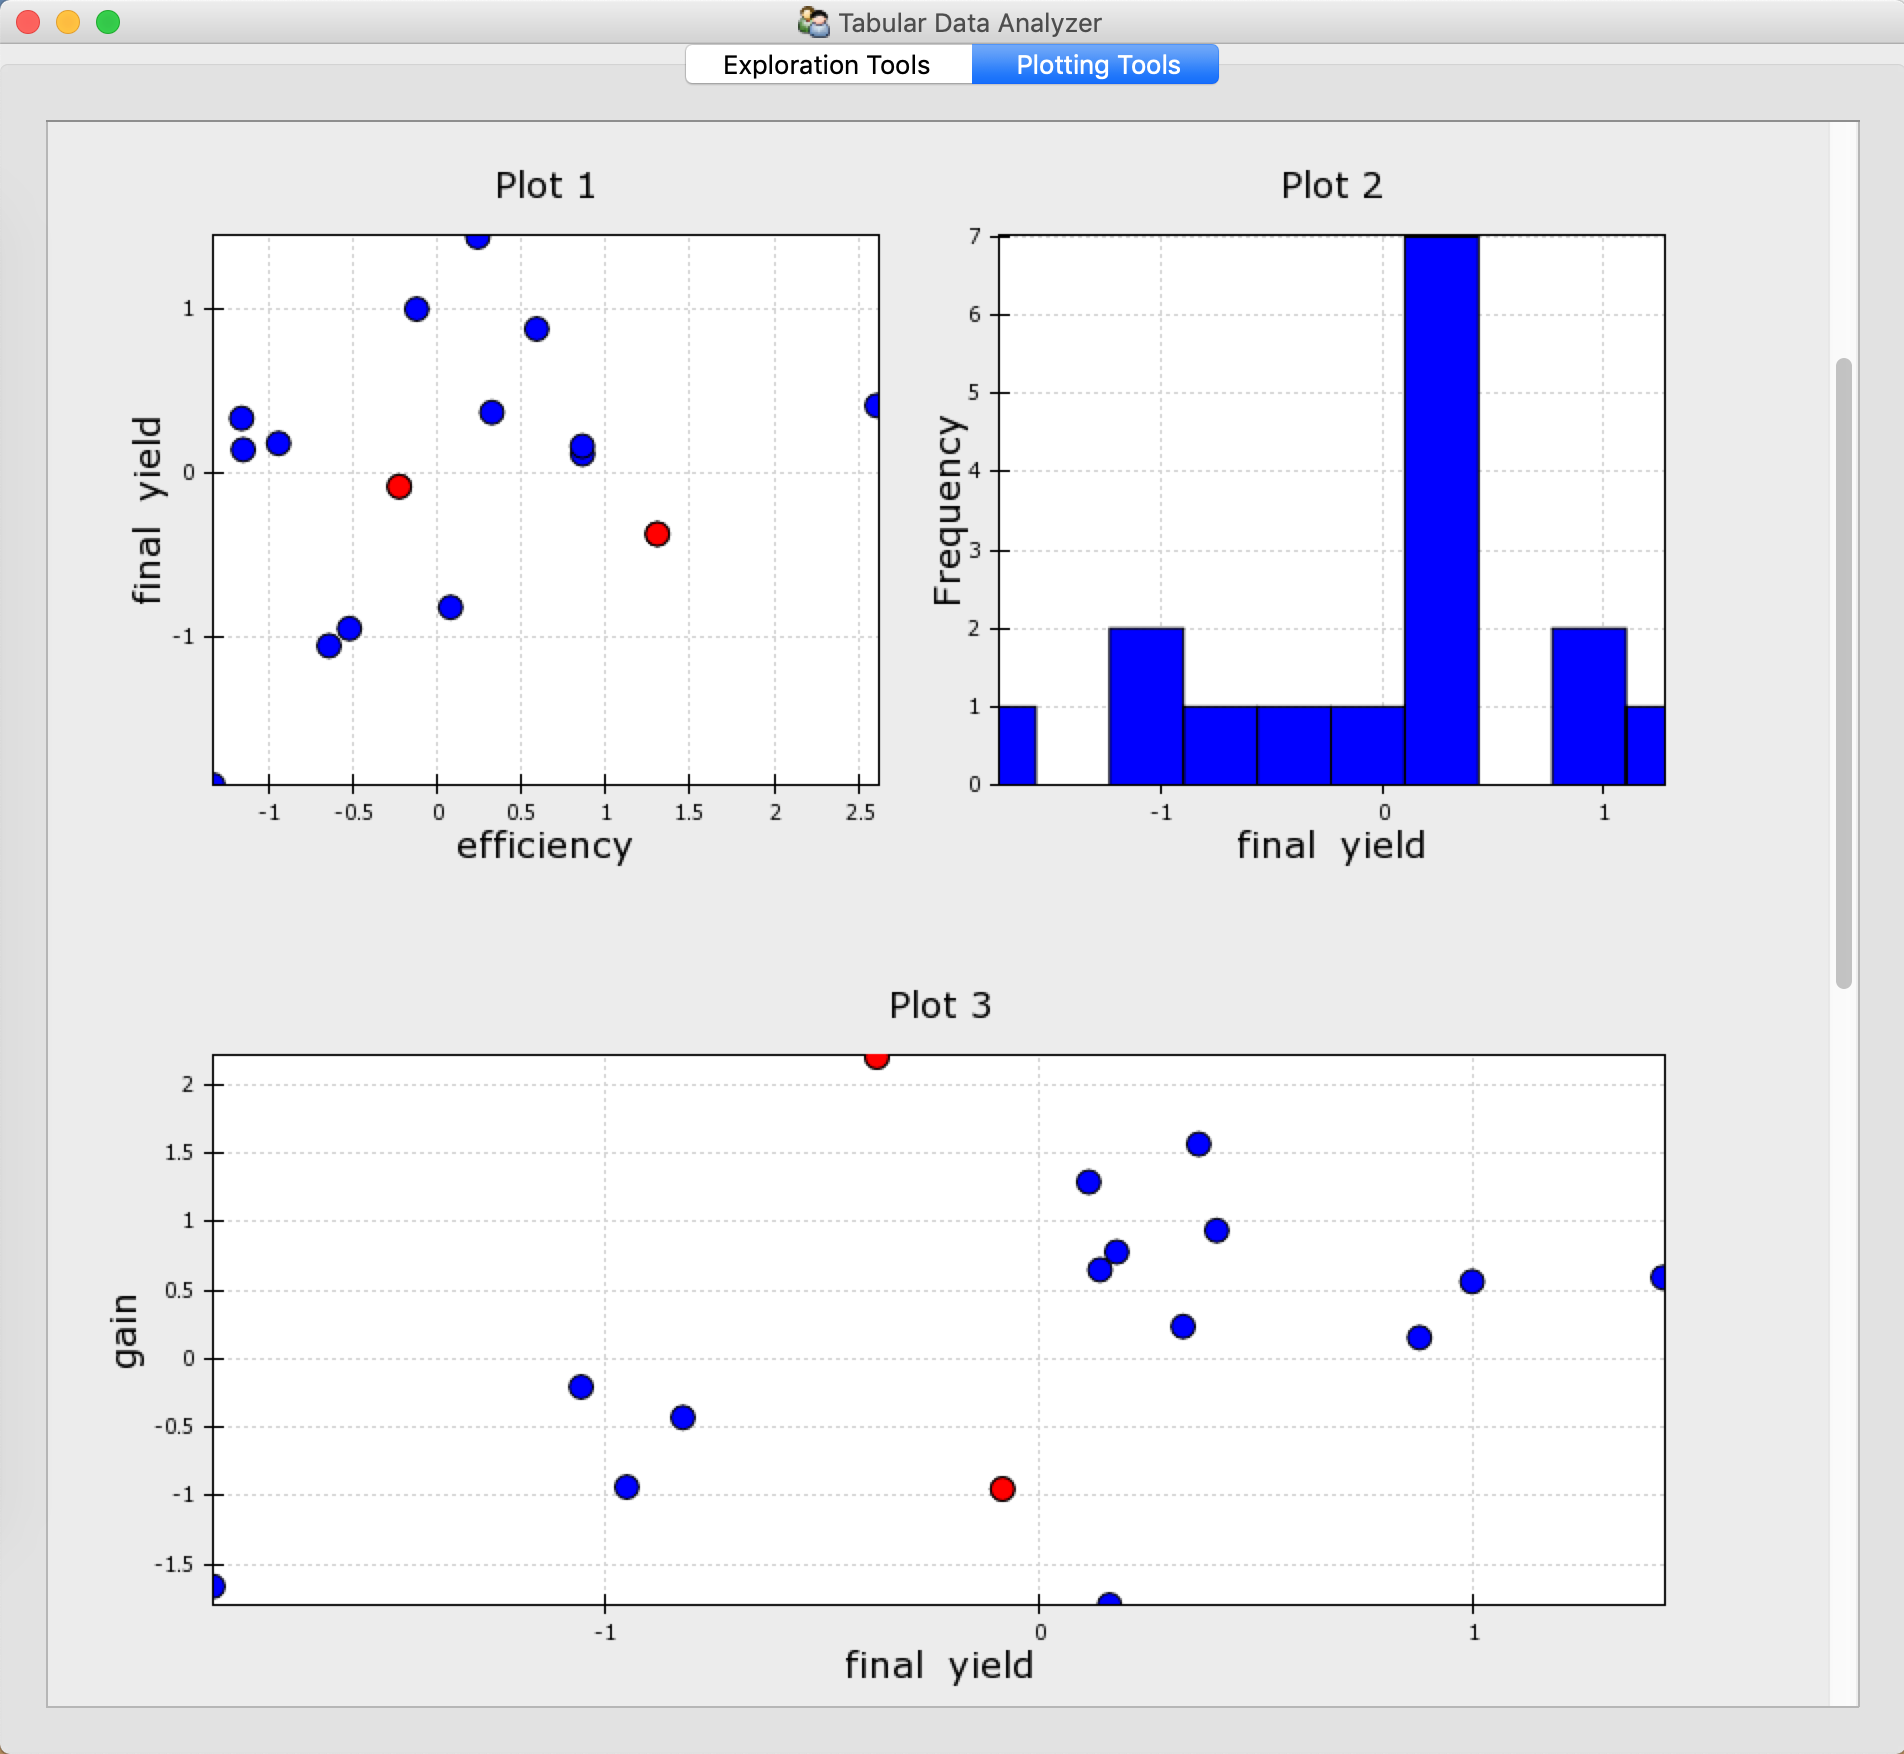 Tabular Data Analyzer
Exploration Tools
Plotting Tools
Plot 1
final yield
1
0
-1
-1
-0.5
0
0.5
1
1.5
2
2.5
efficiency
Plot 2
Frequency
7
6
5
4
3
2
1
0
-1
0
1
final yield
Plot 3
gain
2
1.5
1
0.5
0
-0.5
-1
-1.5
-1
0
1
final yield